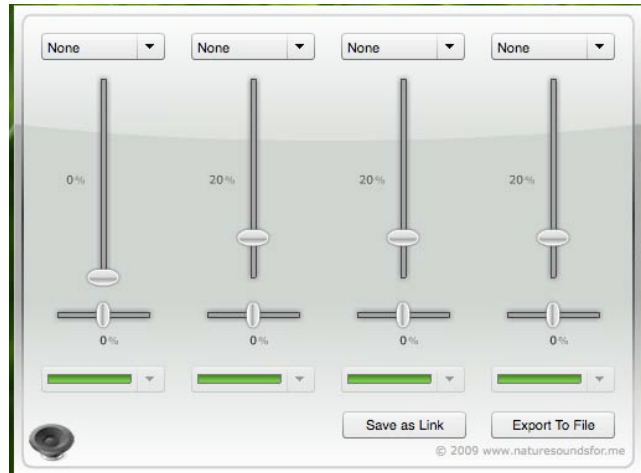 None None None None
0% 20% 20% 20%
0% 0% 0% 0%
Save as Link Export To File
© 2009 www.naturesoundsfor.me